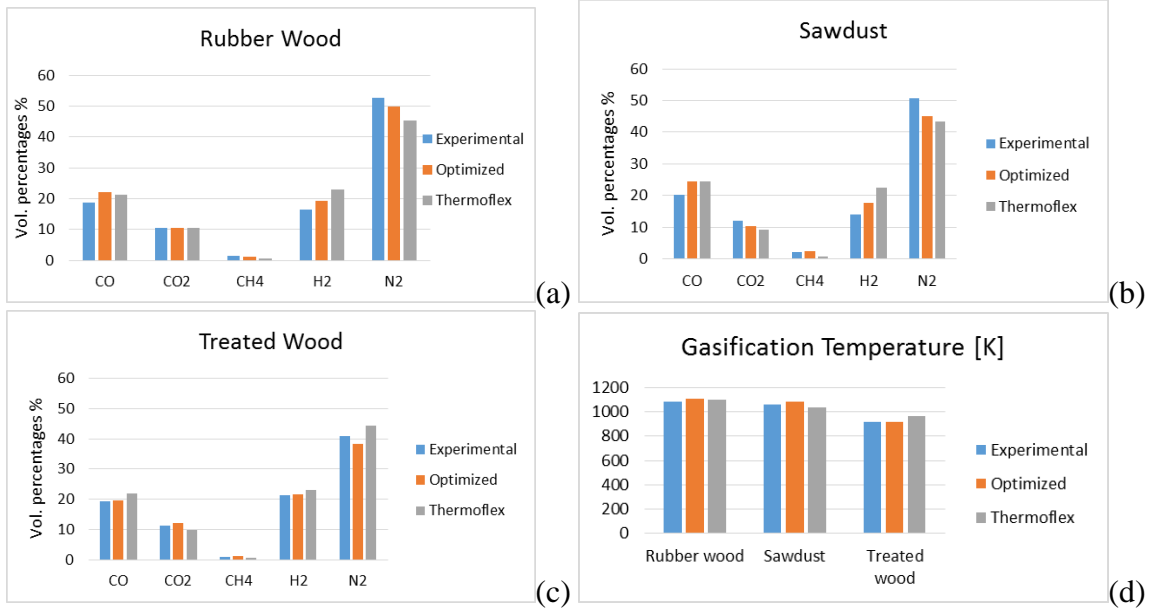 Rubber Wood
Vol. percentages %
60
50
40
30
20
10
0
CO CO2 CH4 H2 N2
Experimental
Optimized
Thermoflex
(a)
Sawdust
Vol. percentages %
60
50
40
30
20
10
0
CO CO2 CH4 H2 N2
Experimental
Optimized
Thermoflex
(b)
Treated Wood
Vol. percentages %
60
50
40
30
20
10
0
CO CO2 CH4 H2 N2
Experimental
Optimized
Thermoflex
(c)
Gasification Temperature [K]
1200
1000
800
600
400
200
0
Rubber wood Sawdust Treated
wood
Experimental
Optimized
Thermoflex
(d)